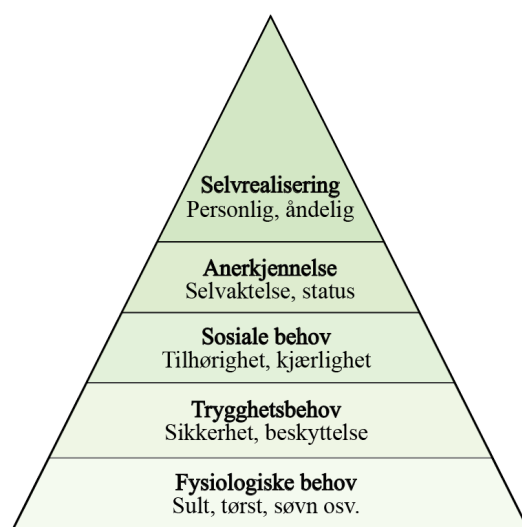 Selvrealisering
Personlig, åndelig
Anerkjennelse
Selvaktelse, status
Sosiale behov
Tilhørighet, kjærlighet
Trygghetsbehov
Sikkerhet, beskyttelse
Fysiologiske behov
Sult, tørst, søvn osv.